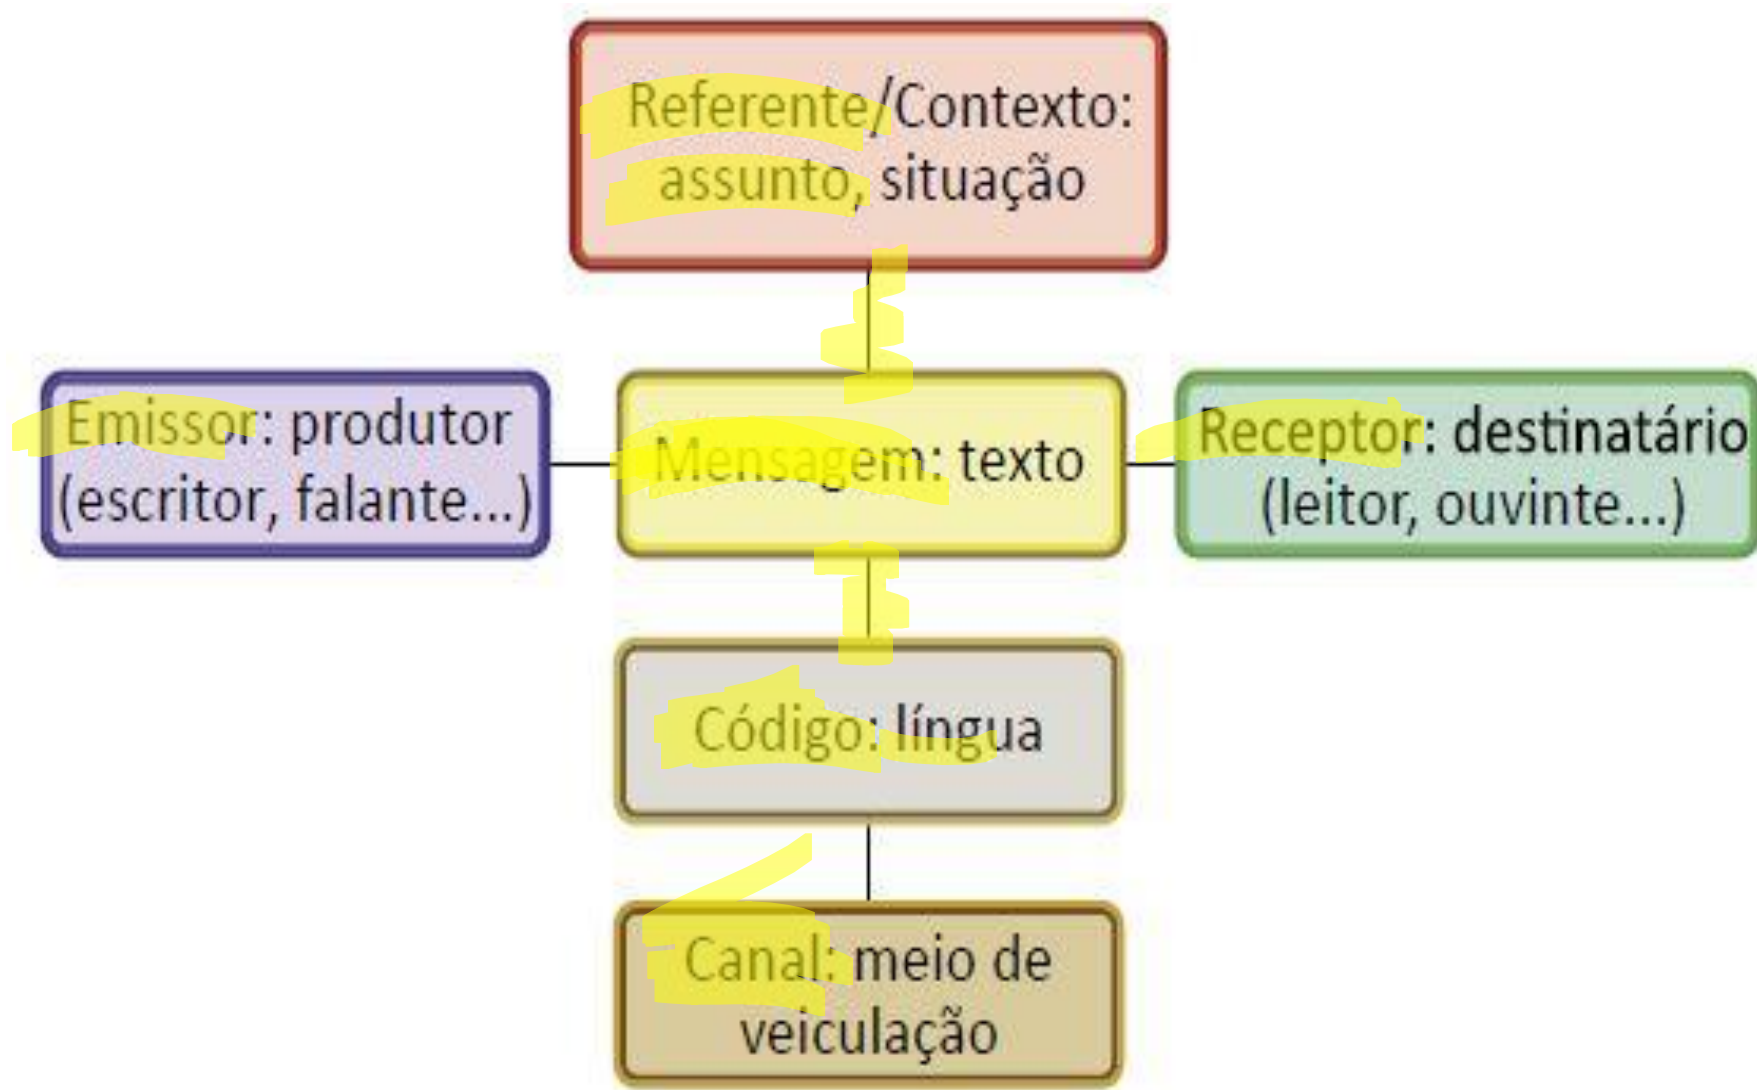 Referente/Contexto:
assunto, situação
Emissor: produtor
(escritor, falante...)
Mensagem: texto
Receptor: destinatário
(leitor, ouvinte...)
Código: língua
Canal: meio de
veiculação